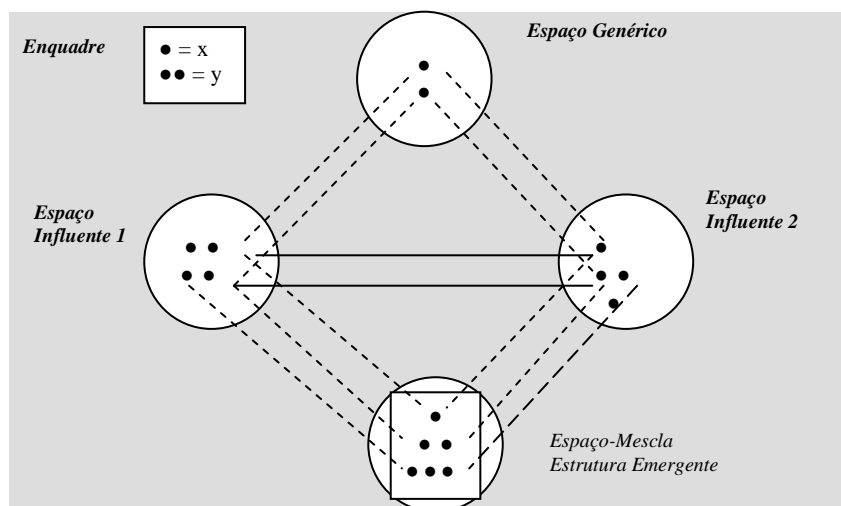 Enquadre
● = x
●● = y
Espaço Genérico
Espaço
Influente 1
Espaço
Influente 2
Espaço-Mescla
Estrutura Emergente